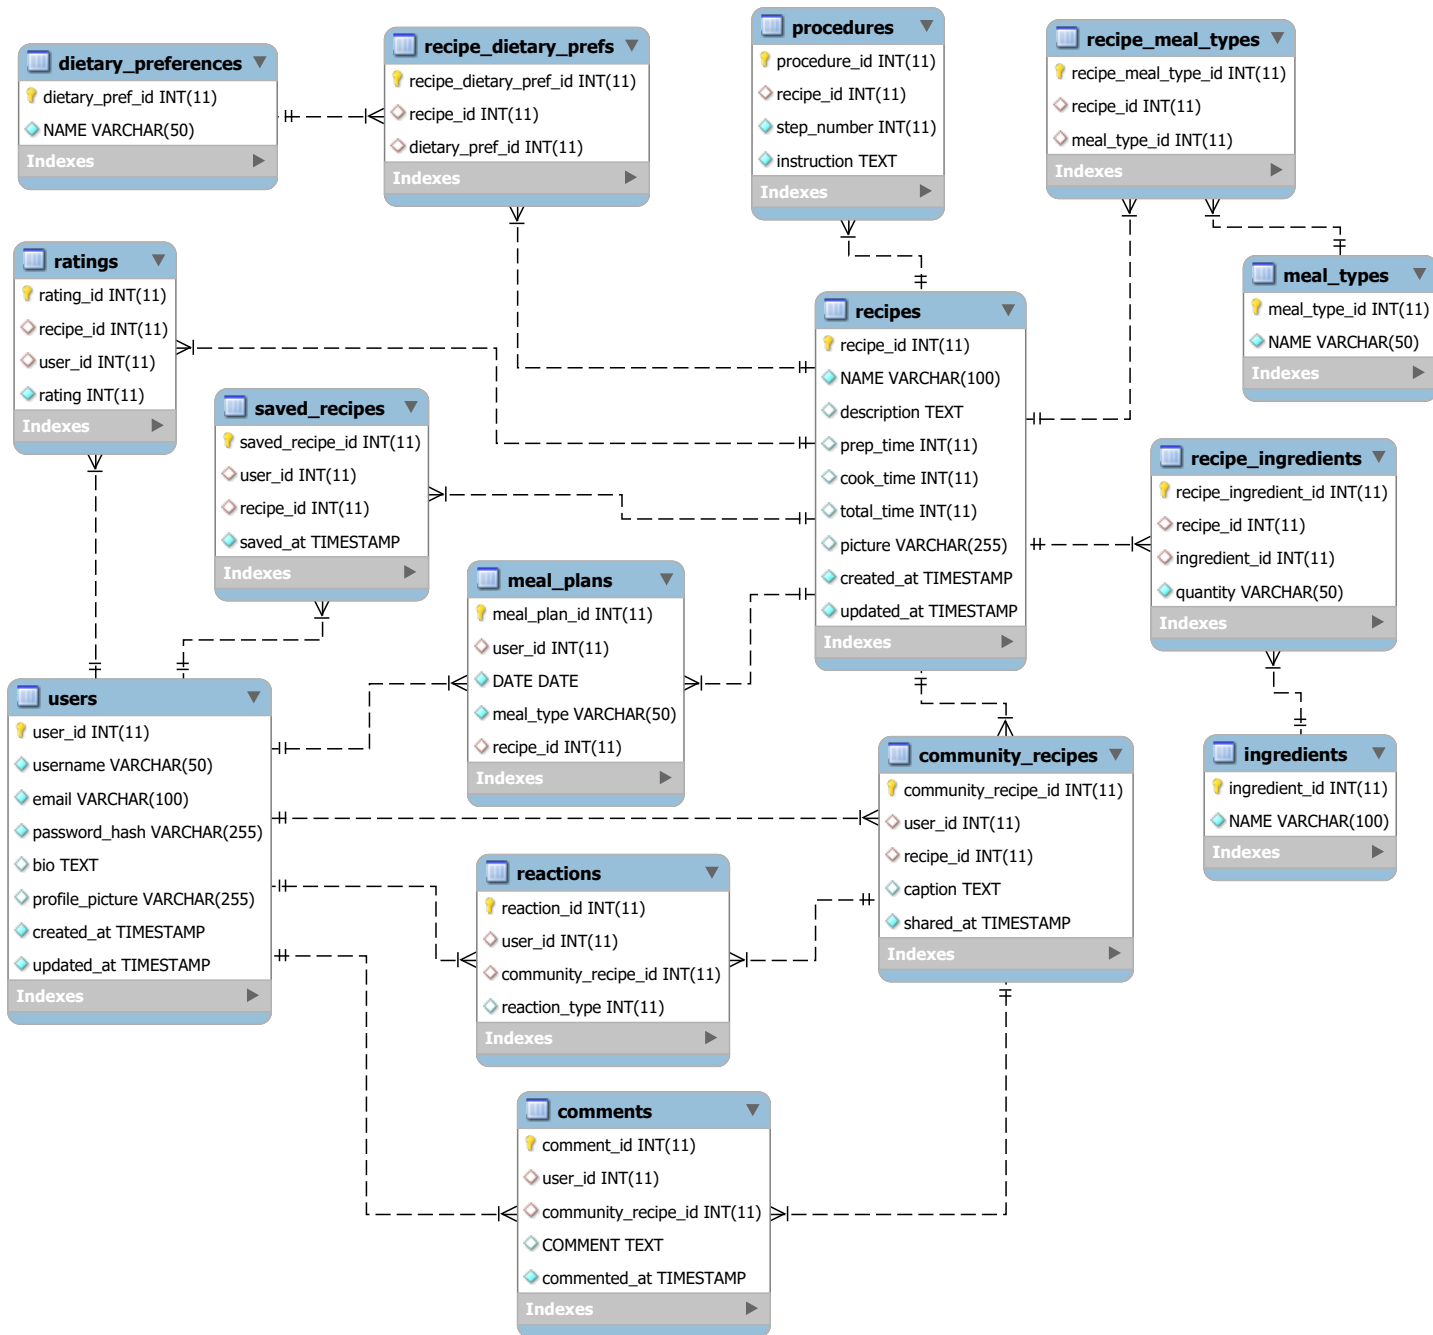 dietary_preferences
dietary_pref_id INT(11)
NAME VARCHAR(50)
Indexes
recipe_dietary_prefs
recipe_dietary_pref_id INT(11)
recipe_id INT(11)
dietary_pref_id INT(11)
Indexes
procedures
procedure_id INT(11)
recipe_id INT(11)
step_number INT(11)
instruction TEXT
Indexes
recipe_meal_types
recipe_meal_type_id INT(11)
recipe_id INT(11)
meal_type_id INT(11)
Indexes
ratings
rating_id INT(11)
recipe_id INT(11)
user_id INT(11)
rating INT(11)
Indexes
meal_types
meal_type_id INT(11)
NAME VARCHAR(50)
Indexes
recipes
recipe_id INT(11)
NAME VARCHAR(100)
description TEXT
prep_time INT(11)
cook_time INT(11)
total_time INT(11)
picture VARCHAR(255)
created_at TIMESTAMP
updated_at TIMESTAMP
Indexes
saved_recipes
saved_recipe_id INT(11)
user_id INT(11)
recipe_id INT(11)
saved_at TIMESTAMP
Indexes
recipe_ingredients
recipe_ingredient_id INT(11)
recipe_id INT(11)
ingredient_id INT(11)
quantity VARCHAR(50)
Indexes
meal_plans
meal_plan_id INT(11)
user_id INT(11)
DATE DATE
meal_type VARCHAR(50)
recipe_id INT(11)
Indexes
users
user_id INT(11)
username VARCHAR(50)
email VARCHAR(100)
password_hash VARCHAR(255)
bio TEXT
profile_picture VARCHAR(255)
created_at TIMESTAMP
updated_at TIMESTAMP
Indexes
community_recipes
community_recipe_id INT(11)
user_id INT(11)
recipe_id INT(11)
caption TEXT
shared_at TIMESTAMP
Indexes
ingredients
ingredient_id INT(11)
NAME VARCHAR(100)
Indexes
reactions
reaction_id INT(11)
user_id INT(11)
community_recipe_id INT(11)
reaction_type INT(11)
Indexes
comments
comment_id INT(11)
user_id INT(11)
community_recipe_id INT(11)
COMMENT TEXT
commented_at TIMESTAMP
Indexes